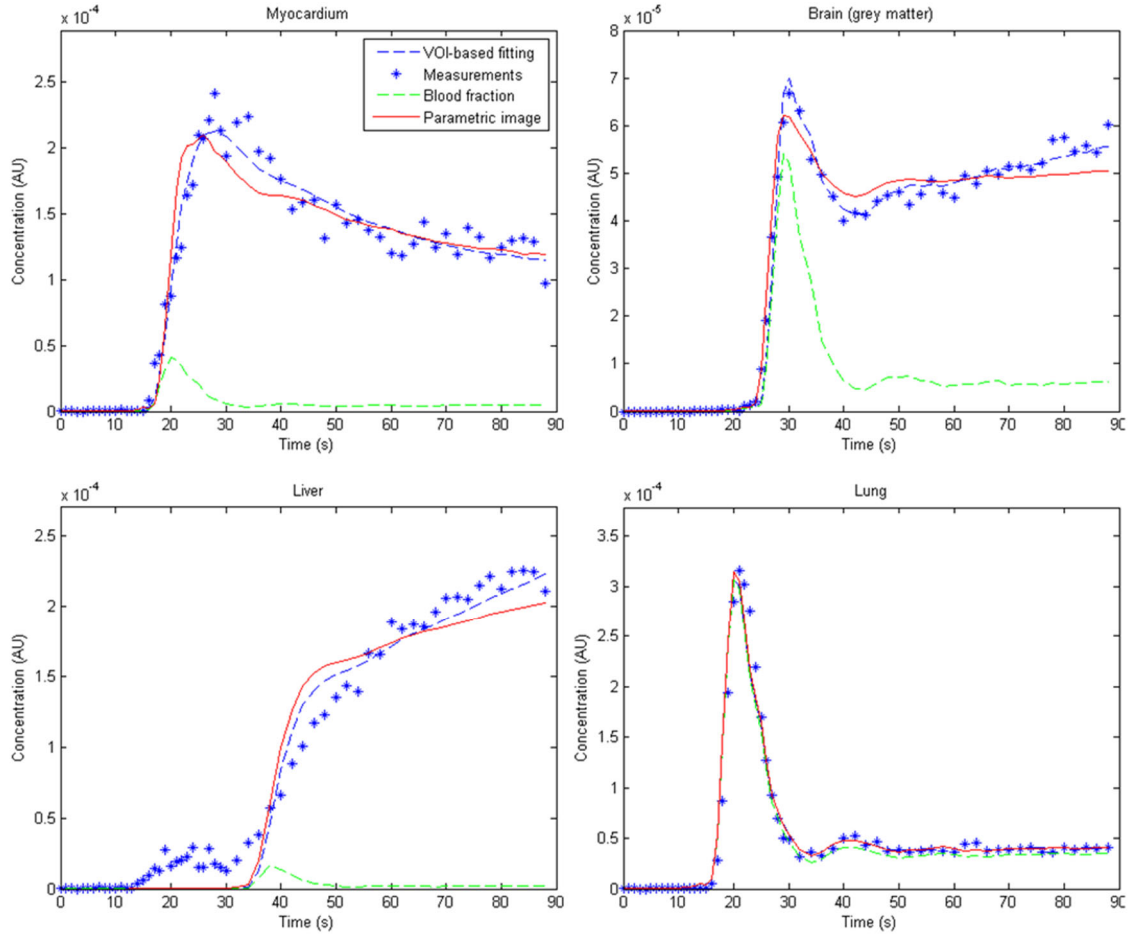 x 10⁻⁴
Myocardium
2.5
2
1.5
1
0.5
0
Concentration (AU)
0 10 20 30 40 50 60 70 80 90
Time (s)
VOI-based fitting
Measurements
Blood fraction
Parametric image
x 10⁻⁵
Brain (grey matter)
8
7
6
5
4
3
2
1
0
Concentration (AU)
0 10 20 30 40 50 60 70 80 90
Time (s)
x 10⁻⁴
Liver
2.5
2
1.5
1
0.5
0
Concentration (AU)
0 10 20 30 40 50 60 70 80 90
Time (s)
x 10⁻⁴
Lung
3.5
3
2.5
2
1.5
1
0.5
0
Concentration (AU)
0 10 20 30 40 50 60 70 80 90
Time (s)